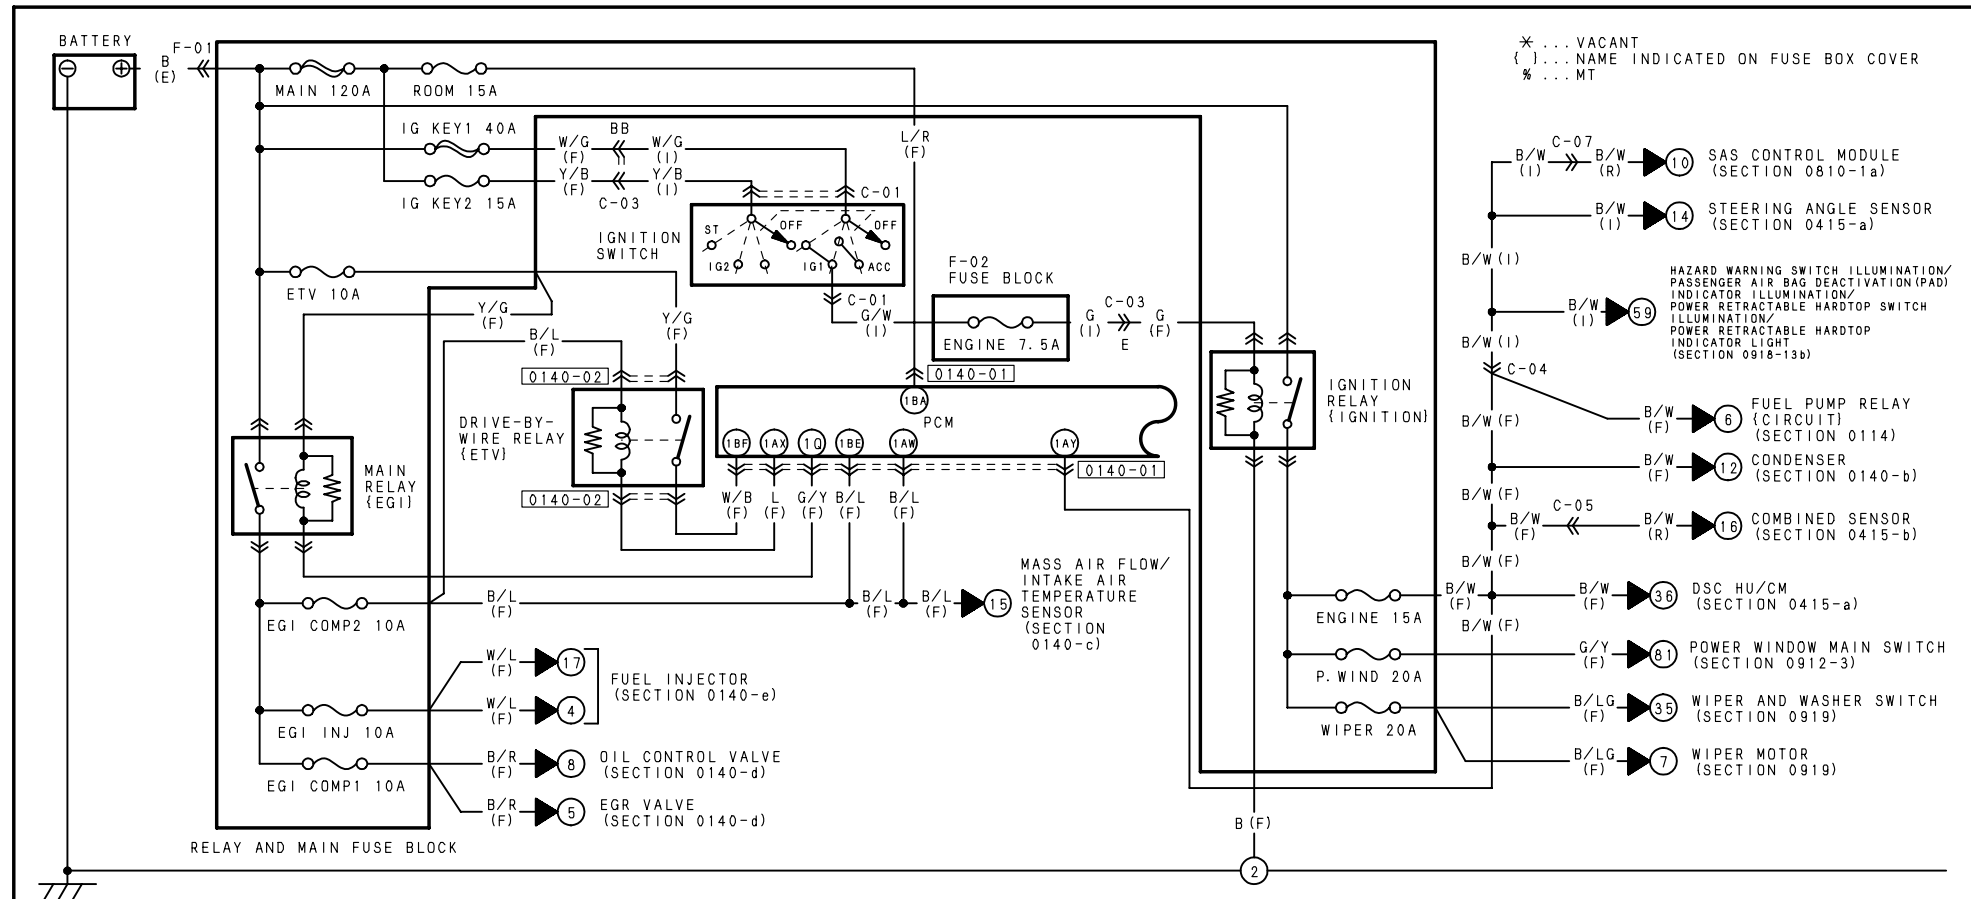 BATTERY
F-01
B
(E)
MAIN 120A
ROOM 15A
IG KEY1 40A
BB
W/G
(F)
W/G
(I)
Y/B
(F)
Y/B
(I)
IG KEY2 15A
C-03
C-01
L/R
(F)
IGNITION
SWITCH
ST
OFF
OFF
IG2
IG1
ACC
C-01
G/W
(I)
F-02
FUSE BLOCK
ENGINE 7.5A
G
(I)
C-03
E
G
(F)
ETV 10A
Y/G
(F)
Y/G
(F)
B/L
(F)
0140-02
0140-01
DRIVE-BY-
WIRE RELAY
{ETV}
0140-02
1BA
PCM
1BF
1AX
1Q
1BE
1AW
1AY
0140-01
W/B
(F)
L
(F)
G/Y
(F)
B/L
(F)
B/L
(F)
IGNITION
RELAY
{IGNITION}
MAIN
RELAY
{EGI}
EGI COMP2 10A
B/L
(F)
B/L
(F)
B/L
(F)
15
MASS AIR FLOW/
INTAKE AIR
TEMPERATURE
SENSOR
(SECTION
0140-c)
EGI INJ 10A
W/L
(F)
17
W/L
(F)
4
FUEL INJECTOR
(SECTION 0140-e)
EGI COMP1 10A
B/R
(F)
8
OIL CONTROL VALVE
(SECTION 0140-d)
B/R
(F)
5
EGR VALVE
(SECTION 0140-d)
RELAY AND MAIN FUSE BLOCK
B(F)
2
* ... VACANT
{ }... NAME INDICATED ON FUSE BOX COVER
% ... MT
B/W
(I)
C-07
B/W
(R)
10
SAS CONTROL MODULE
(SECTION 0810-1a)
B/W
(I)
14
STEERING ANGLE SENSOR
(SECTION 0415-a)
B/W(I)
B/W
(I)
59
HAZARD WARNING SWITCH ILLUMINATION/
PASSENGER AIR BAG DEACTIVATION(PAD)
INDICATOR ILLUMINATION/
POWER RETRACTABLE HARDTOP SWITCH
ILLUMINATION/
POWER RETRACTABLE HARDTOP
INDICATOR LIGHT
(SECTION 0918-13b)
B/W(I)
C-04
B/W(F)
B/W
(F)
6
FUEL PUMP RELAY
{CIRCUIT}
(SECTION 0114)
B/W
(F)
12
CONDENSER
(SECTION 0140-b)
B/W(F)
B/W
(F)
C-05
B/W
(R)
16
COMBINED SENSOR
(SECTION 0415-b)
B/W(F)
ENGINE 15A
B/W
(F)
B/W
(F)
36
DSC HU/CM
(SECTION 0415-a)
B/W(F)
P.WIND 20A
G/Y
(F)
81
POWER WINDOW MAIN SWITCH
(SECTION 0912-3)
WIPER 20A
B/LG
(F)
35
WIPER AND WASHER SWITCH
(SECTION 0919)
B/LG
(F)
7
WIPER MOTOR
(SECTION 0919)